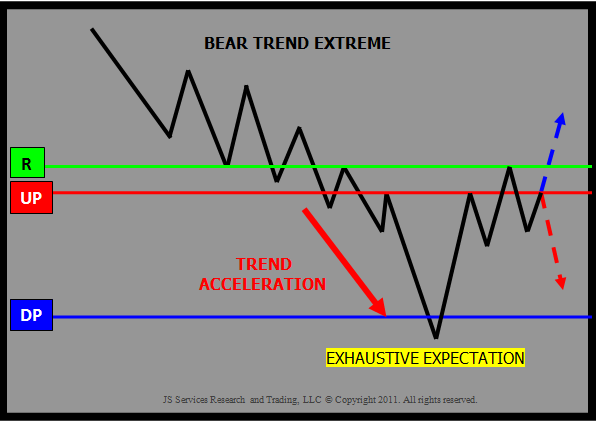 BEAR TREND EXTREME
R
UP
TREND
ACCELERATION
DP
EXHAUSTIVE EXPECTATION
JS Services Research and Trading, LLC © Copyright 2011. All rights reserved.